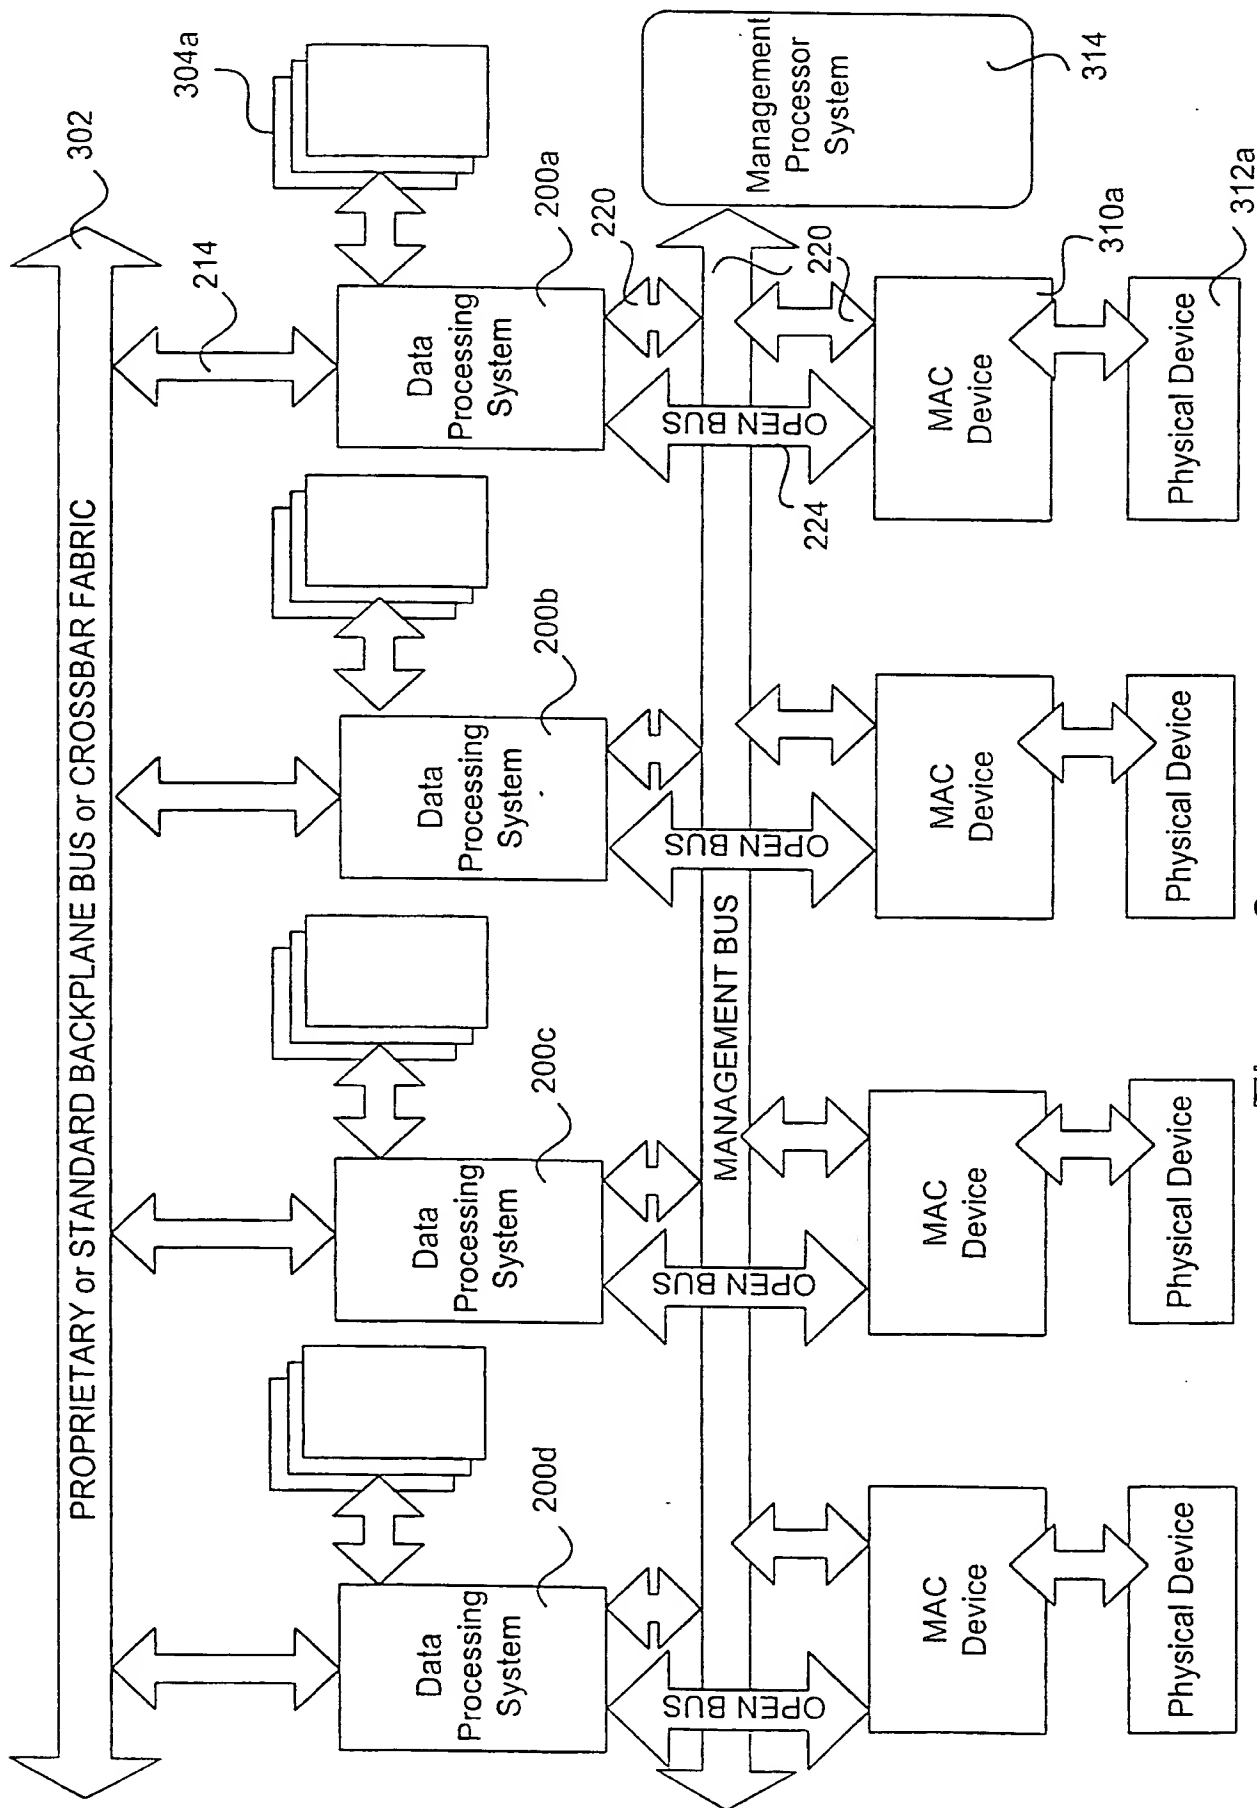 PROPRIETARY or STANDARD BACKPLANE BUS or CROSSBAR FABRIC
302
214
304a
Data
Processing
System
200d
Data
Processing
System
200c
Data
Processing
System
200b
Data
Processing
System
200a
220
OPEN BUS
OPEN BUS
OPEN BUS
OPEN BUS
224
MANAGEMENT BUS
220
Management
Processor
System
314
MAC
Device
MAC
Device
MAC
Device
MAC
Device
310a
Physical Device
Physical Device
Physical Device
Physical Device
312a